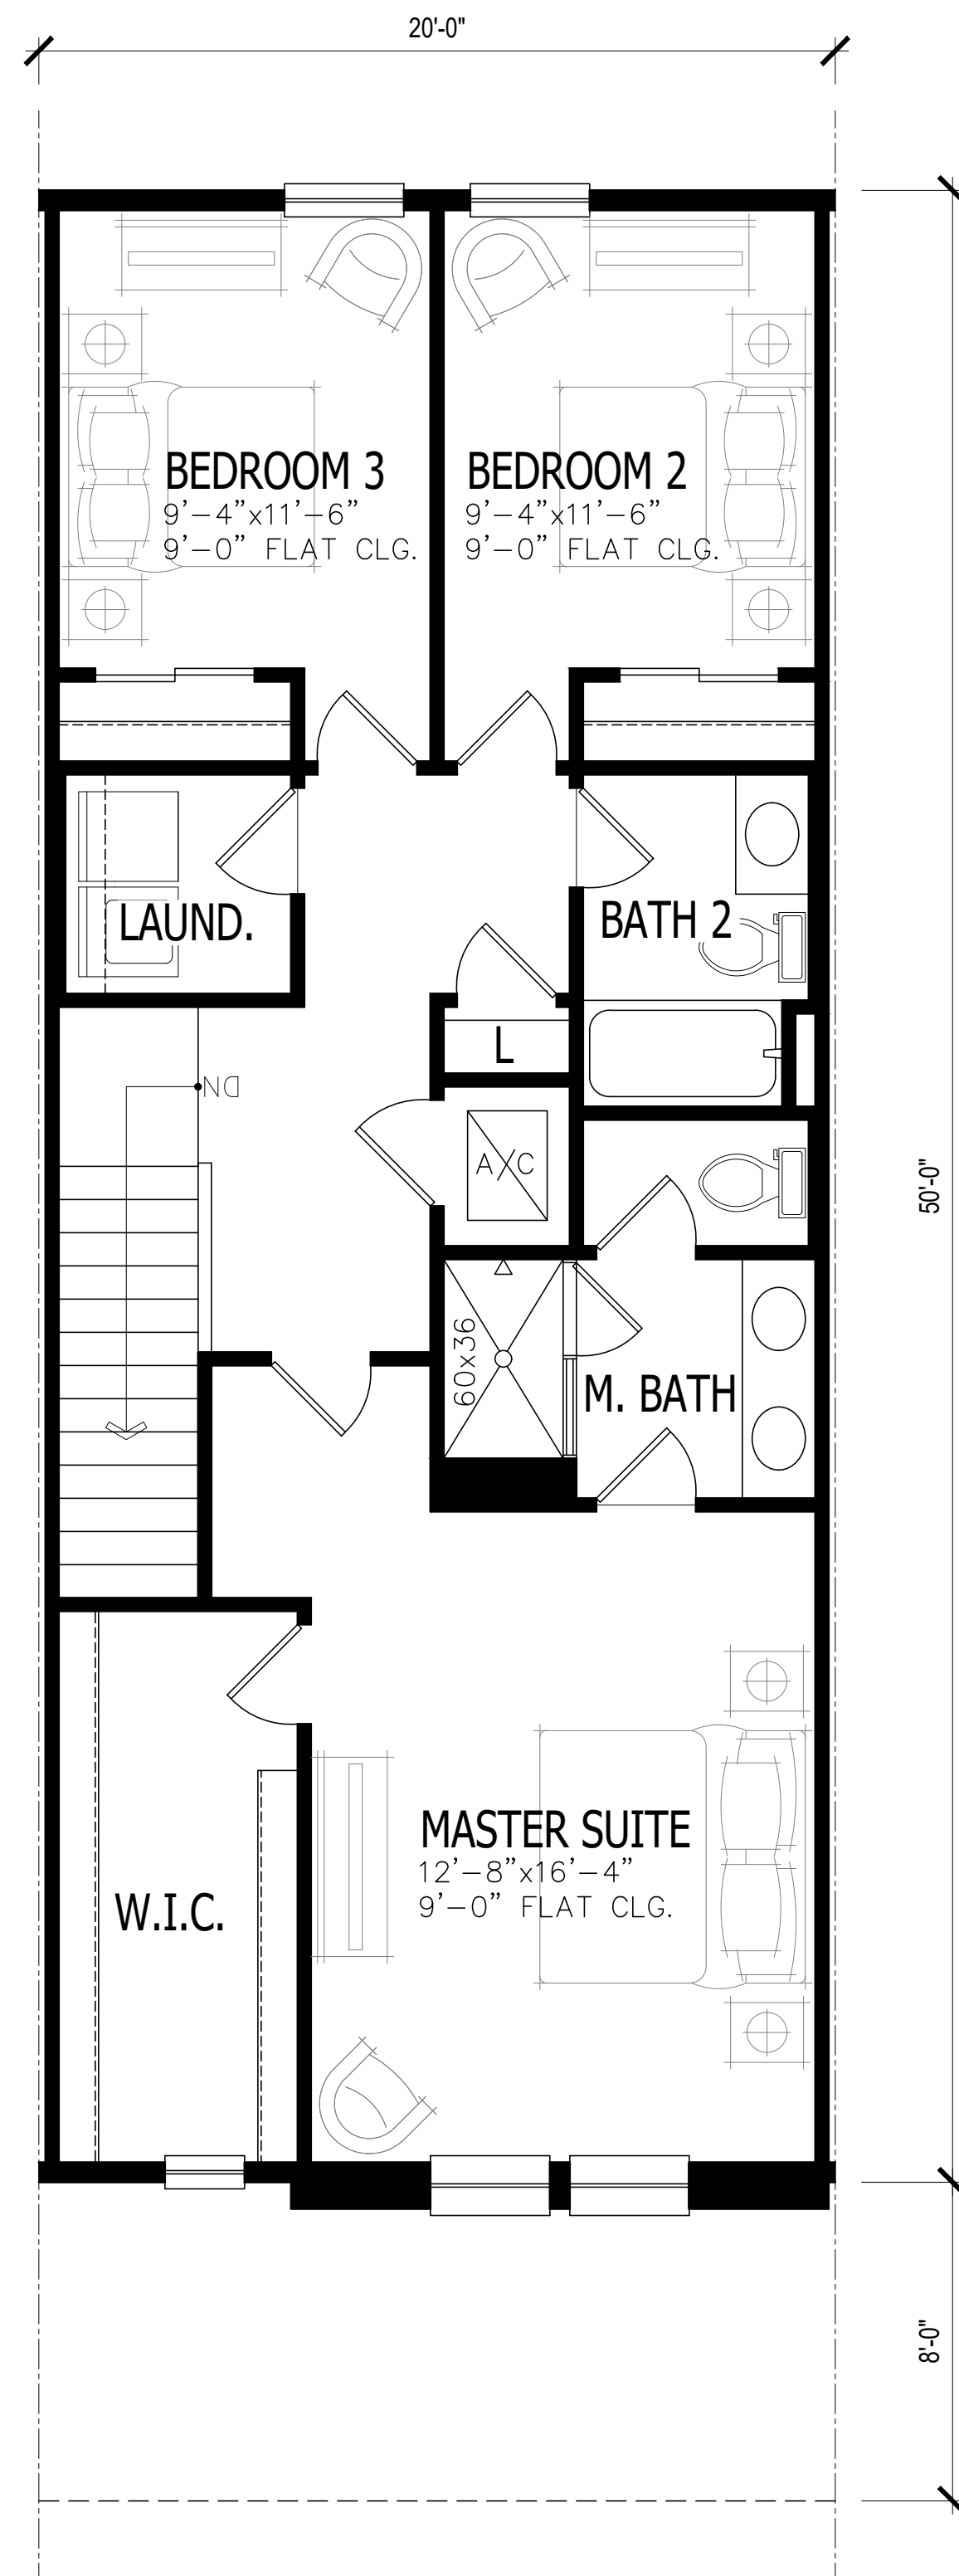 20'-0"
BEDROOM 3
9'-4"x11'-6"
9'-0" FLAT CLG.
BEDROOM 2
9'-4"x11'-6"
9'-0" FLAT CLG.
LAUND.
BATH 2
L
DN
A/C
50'-0"
60x36
M. BATH
MASTER SUITE
12'-8"x16'-4"
9'-0" FLAT CLG.
W.I.C.
8'-0"